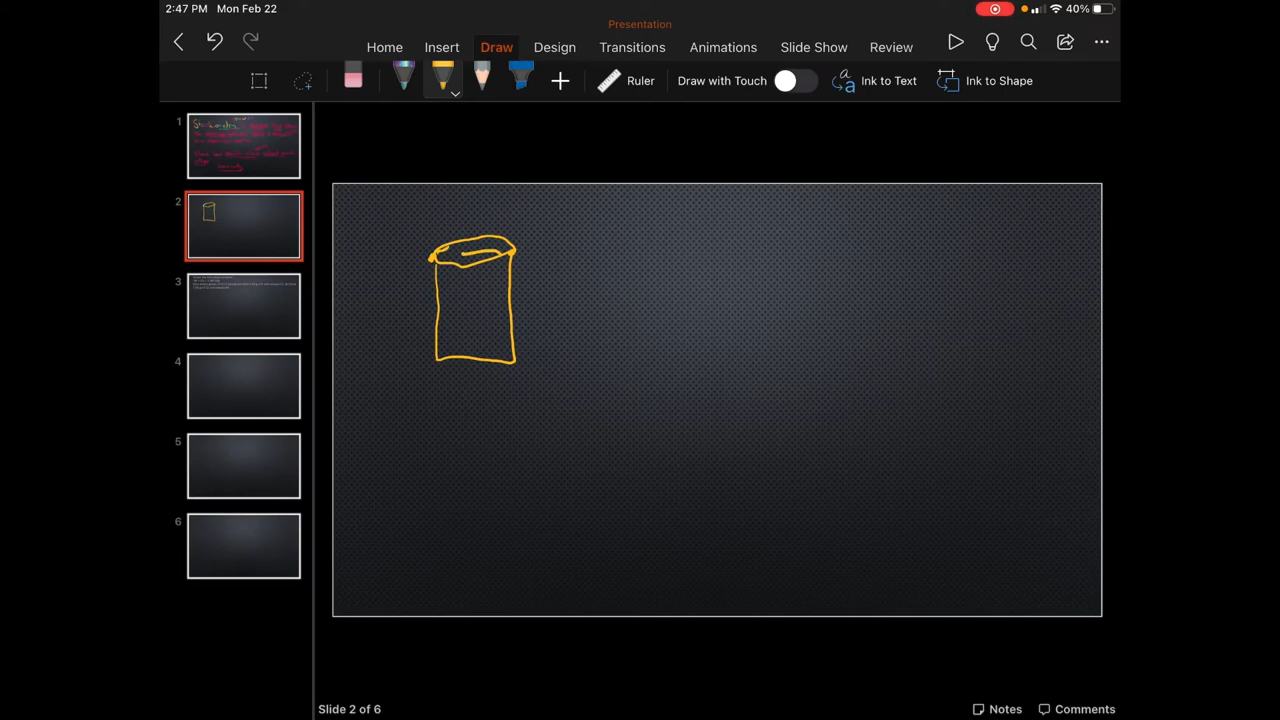 2:47 PM Mon Feb 22
40%
Presentation
Home Insert Draw Design Transitions Animations Slide Show Review
Ruler Draw with Touch Ink to Text Ink to Shape
1
2
3
4
5
6
Slide 2 of 6
Notes Comments